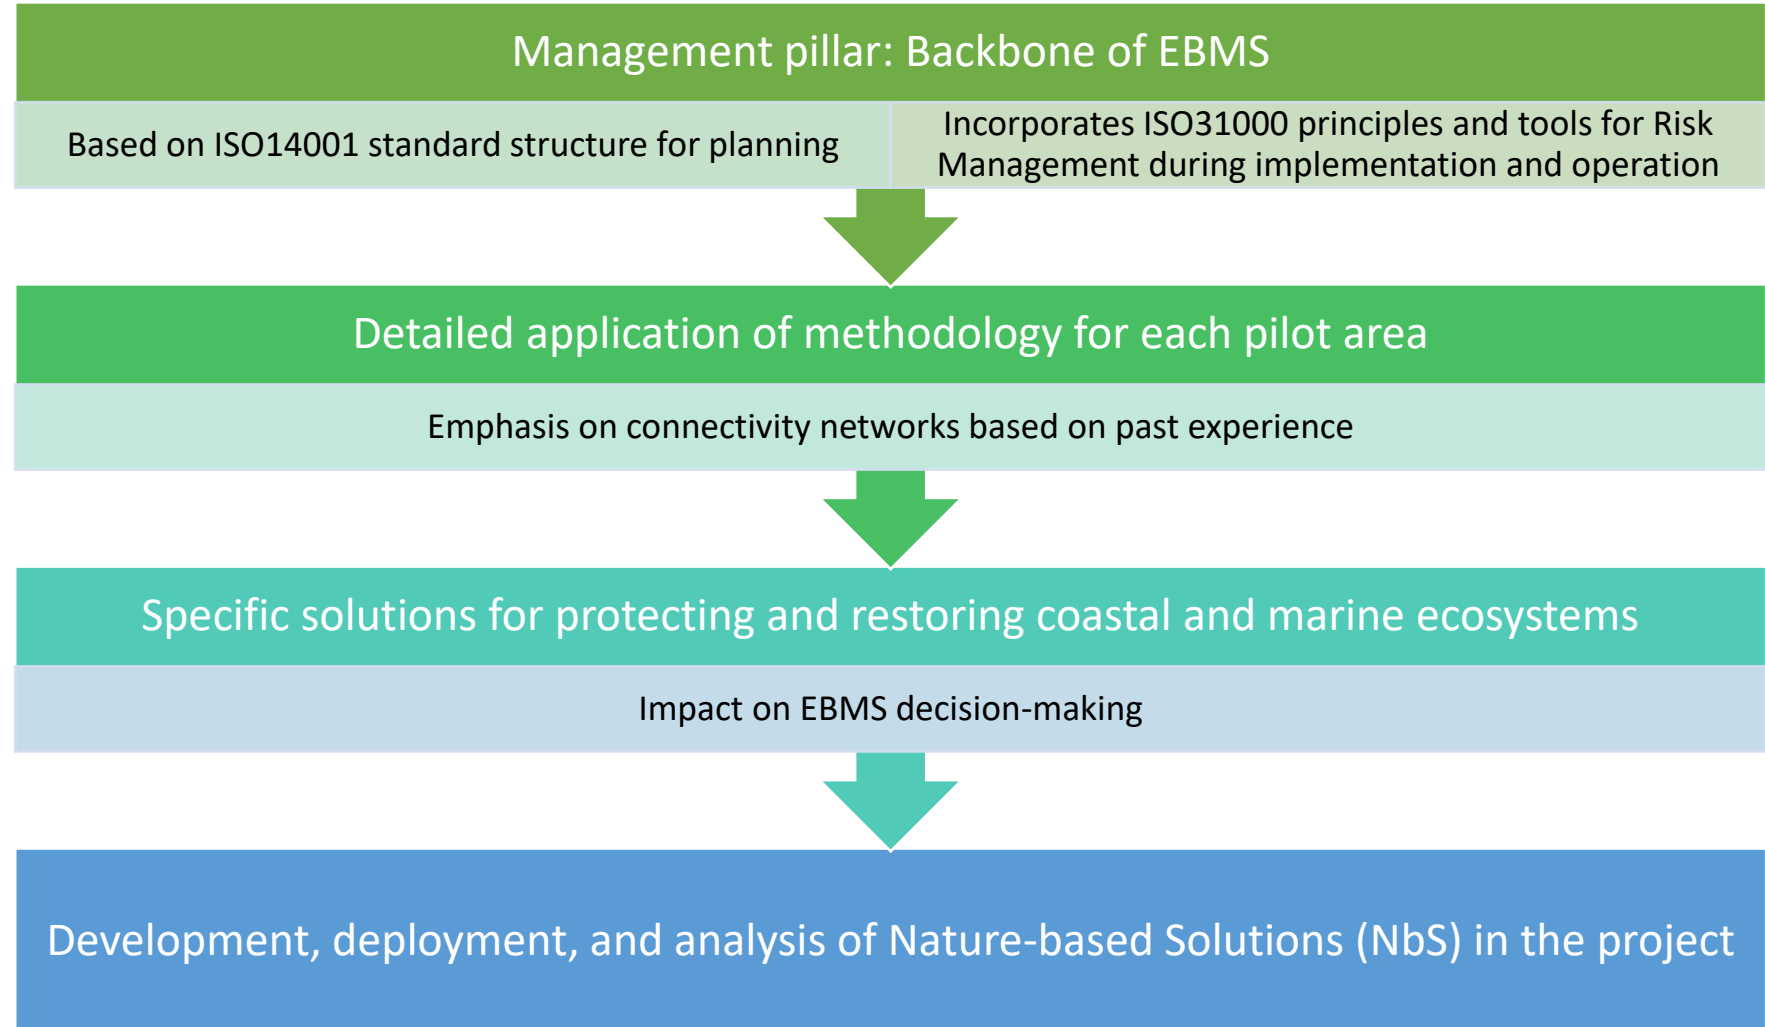 Management pillar: Backbone of EBMS
Based on ISO14001 standard structure for planning
Incorporates ISO31000 principles and tools for Risk
Management during implementation and operation
Detailed application of methodology for each pilot area
Emphasis on connectivity networks based on past experience
Specific solutions for protecting and restoring coastal and marine ecosystems
Impact on EBMS decision-making
Development, deployment, and analysis of Nature-based Solutions (NbS) in the project